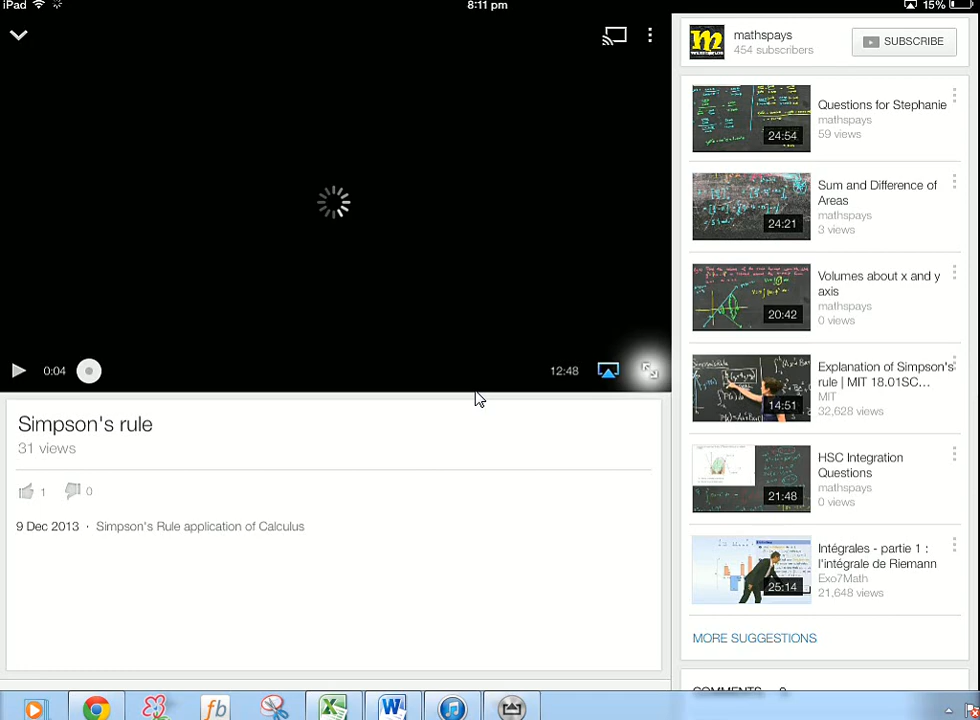 iPad
8:11 pm
15%
mathspays
454 subscribers
SUBSCRIBE
24:54
Questions for Stephanie
mathspays
59 views
24:21
Sum and Difference of
Areas
mathspays
3 views
20:42
Volumes about x and y
axis
mathspays
0 views
14:51
Explanation of Simpson's
rule | MIT 18.01SC...
MIT
32,628 views
21:48
HSC Integration
Questions
mathspays
0 views
25:14
Intégrales - partie 1 :
l'intégrale de Riemann
Exo7Math
21,648 views
MORE SUGGESTIONS
0:04
12:48
Simpson's rule
31 views
1
0
9 Dec 2013 · Simpson's Rule application of Calculus
fb